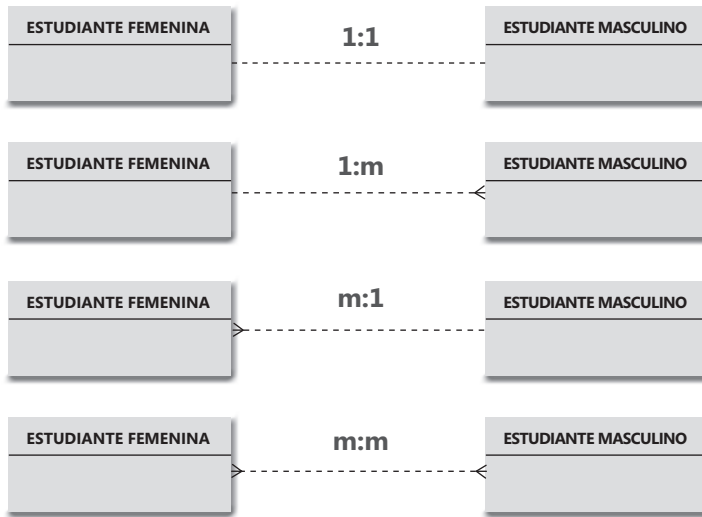 ESTUDIANTE FEMENINA 1:1 ESTUDIANTE MASCULINO
ESTUDIANTE FEMENINA 1:m ESTUDIANTE MASCULINO
ESTUDIANTE FEMENINA m:1 ESTUDIANTE MASCULINO
ESTUDIANTE FEMENINA m:m ESTUDIANTE MASCULINO